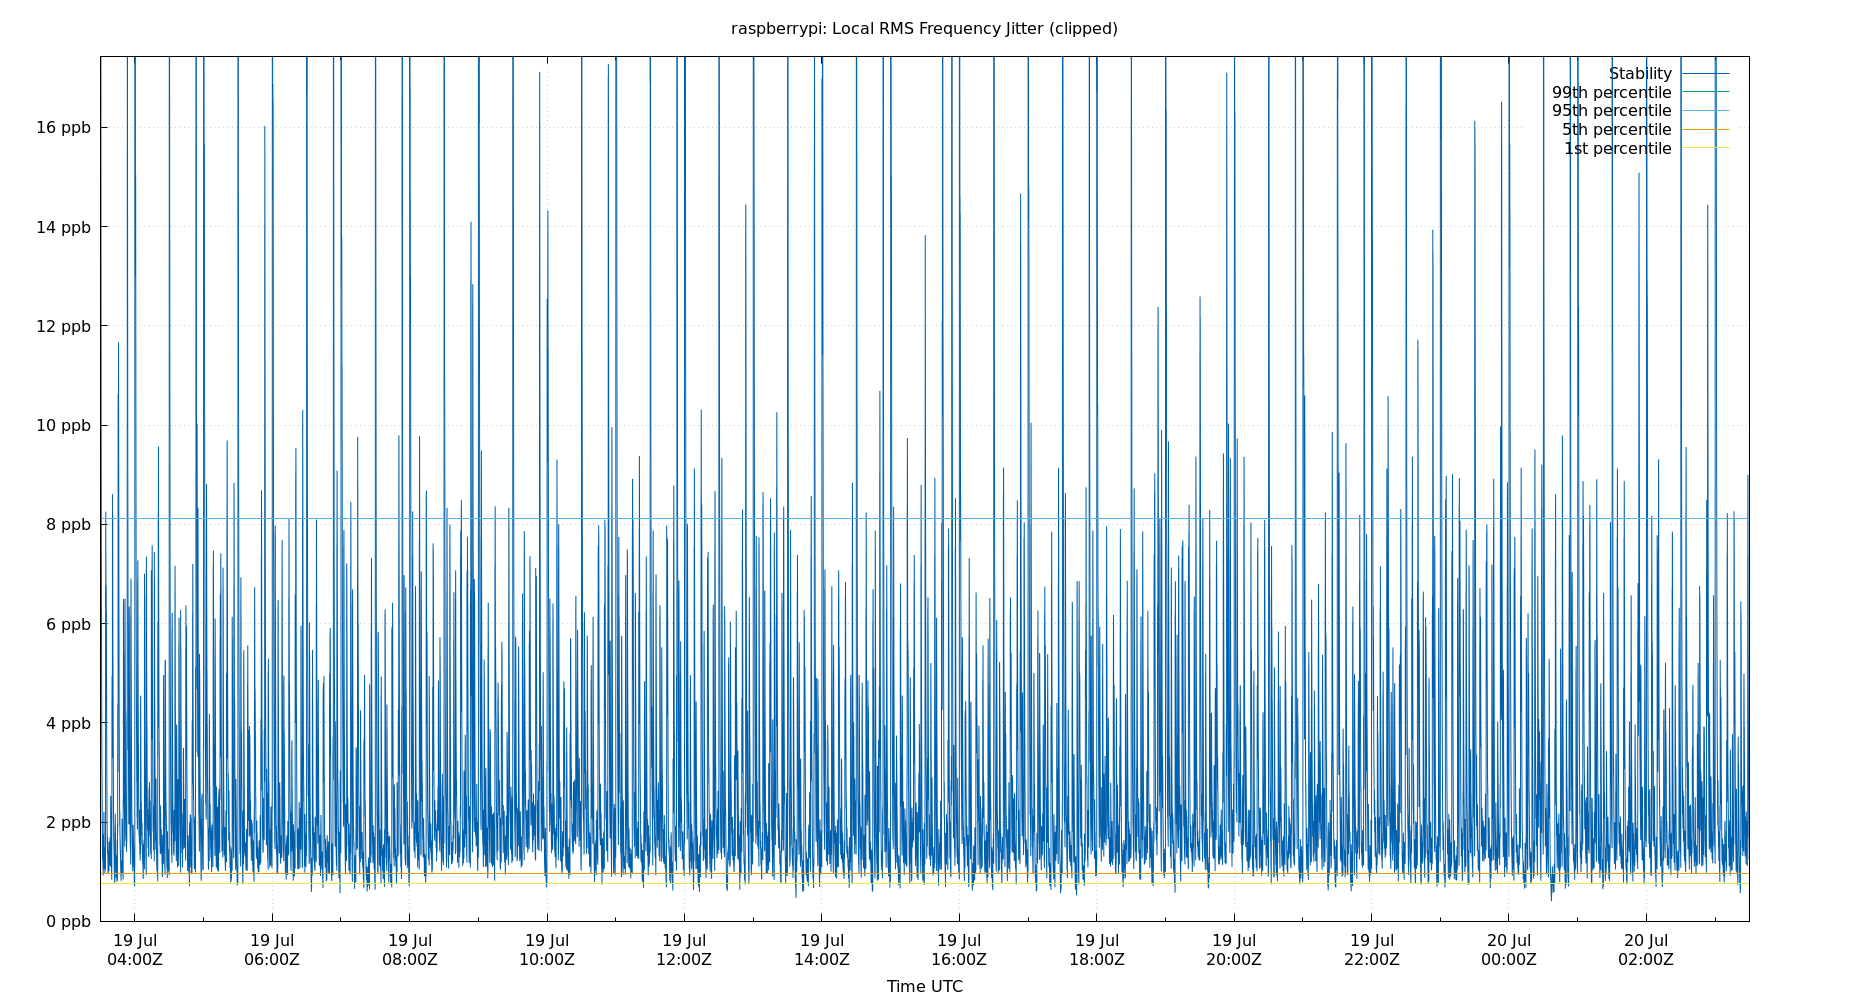 raspberrypi: Local RMS Frequency Jitter (clipped)
Stability
99th percentile
95th percentile
5th percentile
1st percentile
16 ppb
14 ppb
12 ppb
10 ppb
8 ppb
6 ppb
4 ppb
2 ppb
0 ppb
19 Jul 19 Jul 19 Jul 19 Jul 19 Jul 19 Jul 19 Jul 19 Jul 19 Jul 19 Jul 20 Jul 20 Jul
04:00Z 06:00Z 08:00Z 10:00Z 12:00Z 14:00Z 16:00Z 18:00Z 20:00Z 22:00Z 00:00Z 02:00Z
Time UTC